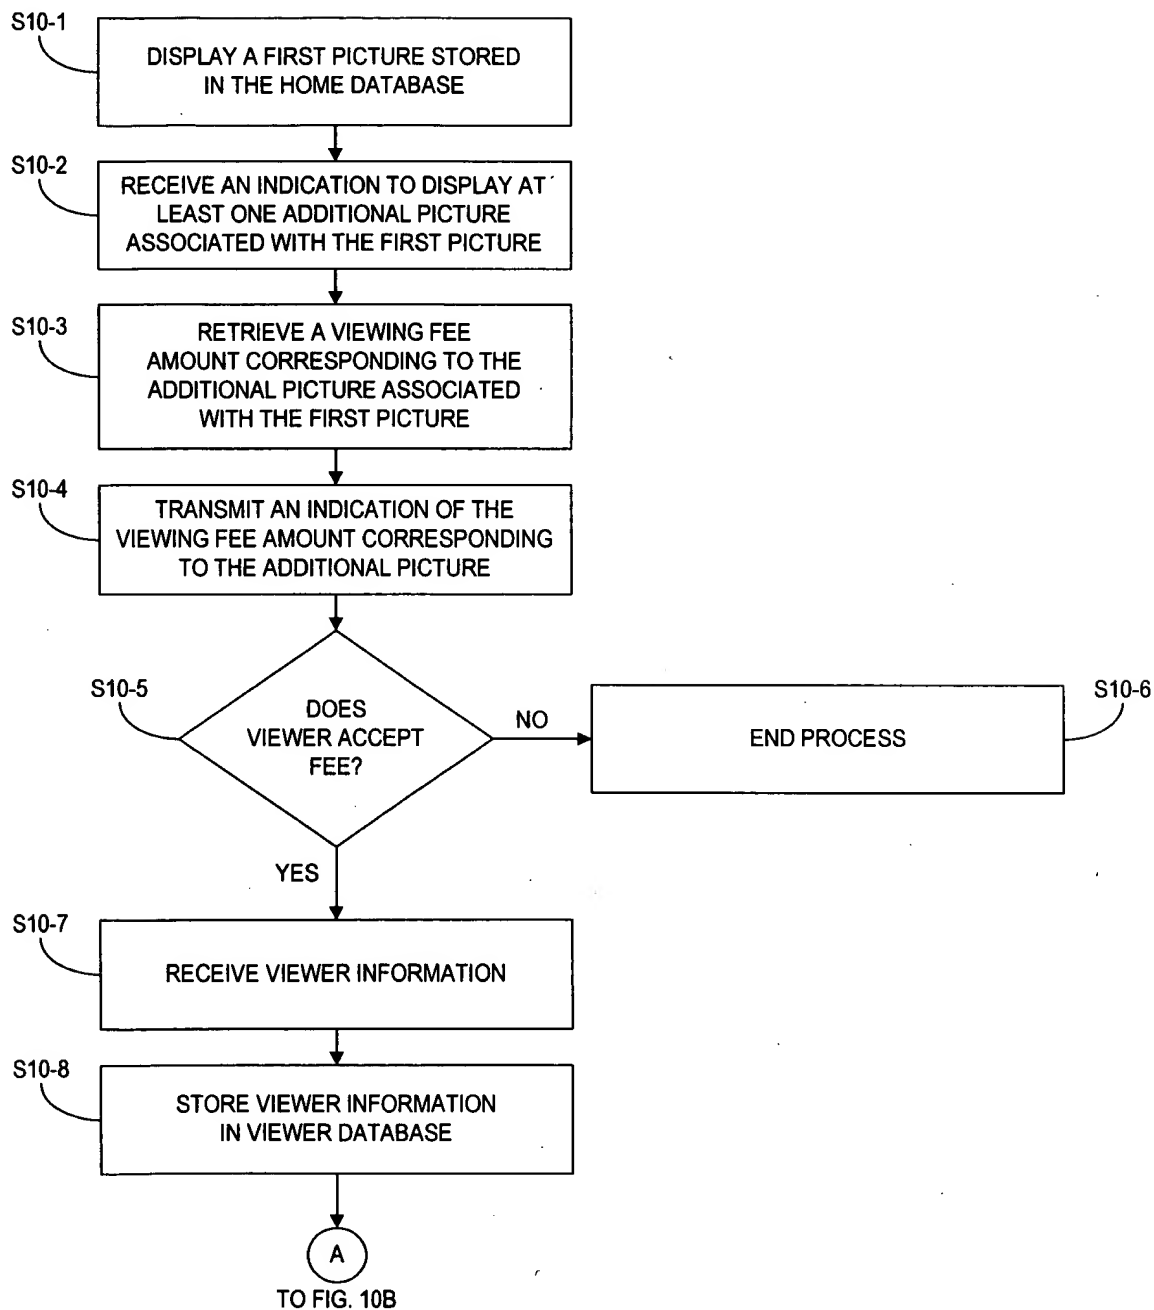 S10-1
DISPLAY A FIRST PICTURE STORED
IN THE HOME DATABASE
S10-2
RECEIVE AN INDICATION TO DISPLAY AT
LEAST ONE ADDITIONAL PICTURE
ASSOCIATED WITH THE FIRST PICTURE
S10-3
RETRIEVE A VIEWING FEE
AMOUNT CORRESPONDING TO THE
ADDITIONAL PICTURE ASSOCIATED
WITH THE FIRST PICTURE
S10-4
TRANSMIT AN INDICATION OF THE
VIEWING FEE AMOUNT CORRESPONDING
TO THE ADDITIONAL PICTURE
S10-5
DOES
VIEWER ACCEPT
FEE?
NO
END PROCESS
S10-6
YES
S10-7
RECEIVE VIEWER INFORMATION
S10-8
STORE VIEWER INFORMATION
IN VIEWER DATABASE
A
TO FIG. 10B